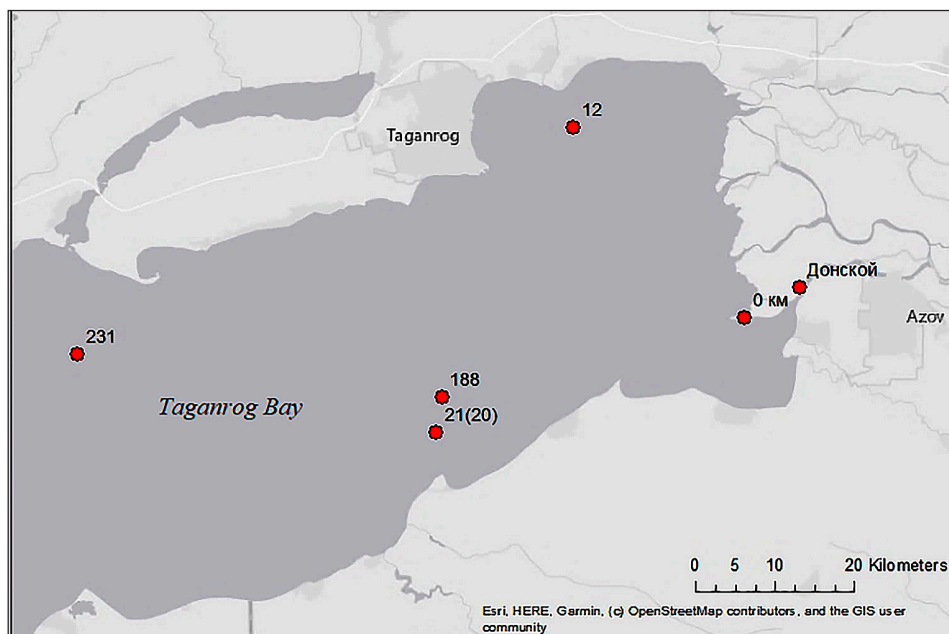 12
Taganrog
Донской
0 км
Azov
231
188
Taganrog Bay
21(20)
0 5 10 20 Kilometers
Esri, HERE, Garmin, (c) OpenStreetMap contributors, and the GIS user
community